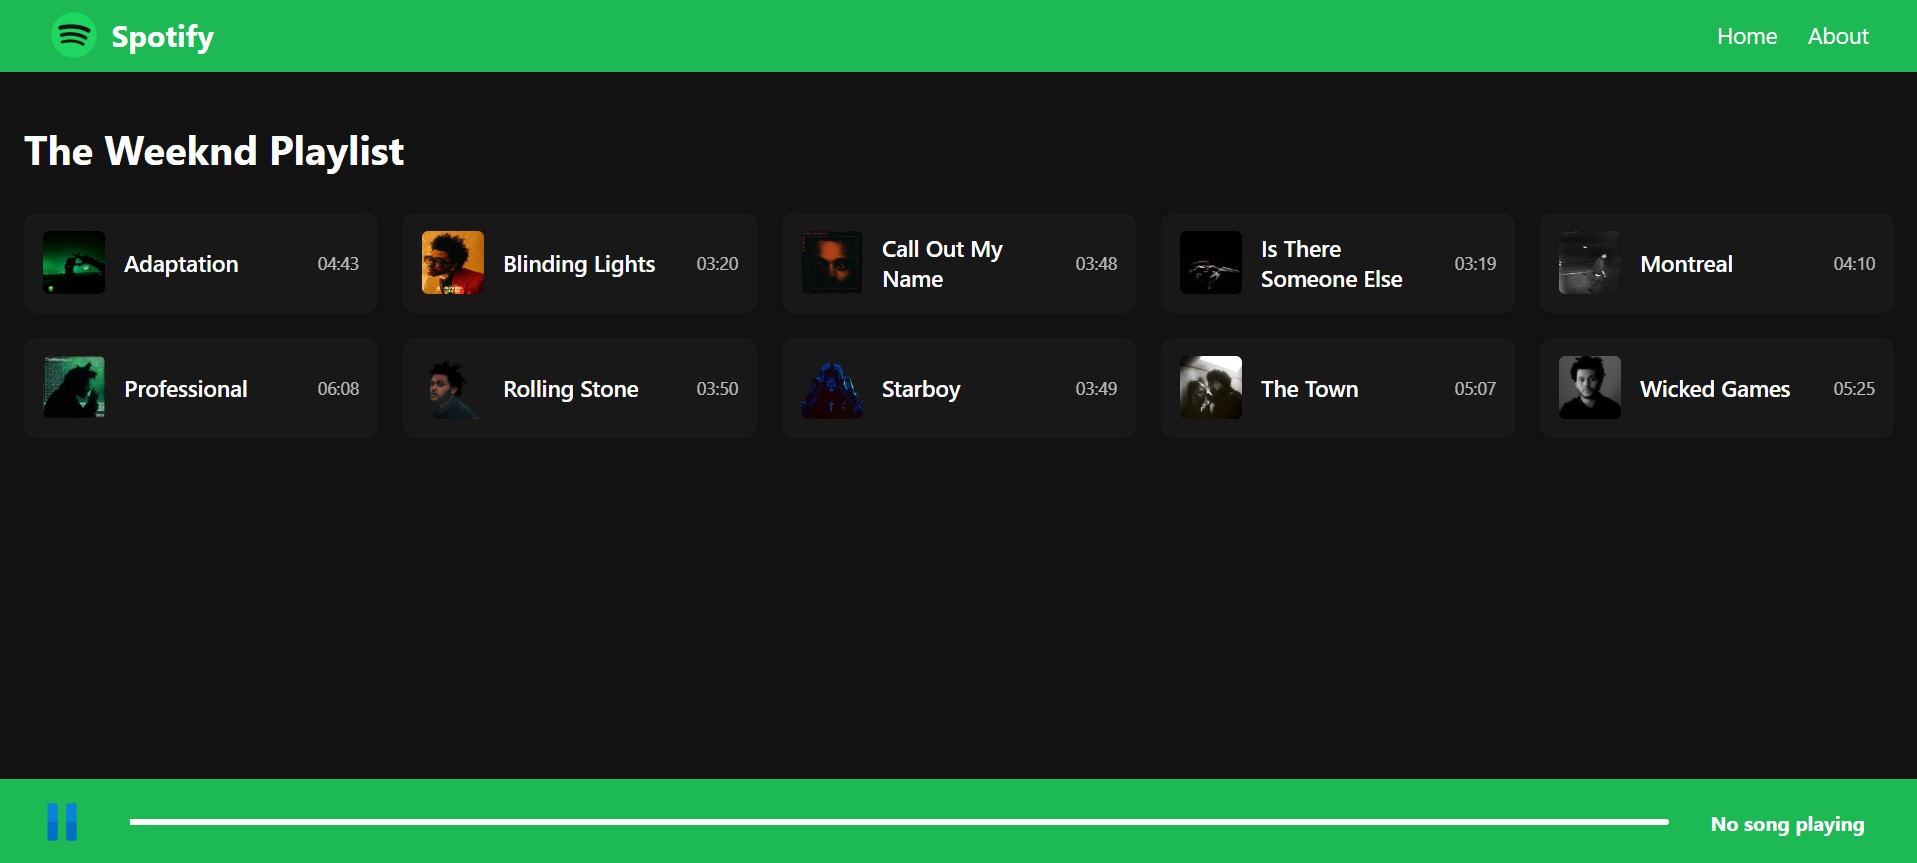 Spotify
Home
About
The Weeknd Playlist
Adaptation
04:43
Blinding Lights
03:20
Call Out My
Name
03:48
Is There
Someone Else
03:19
Montreal
04:10
Professional
06:08
Rolling Stone
03:50
Starboy
03:49
The Town
05:07
Wicked Games
05:25
No song playing